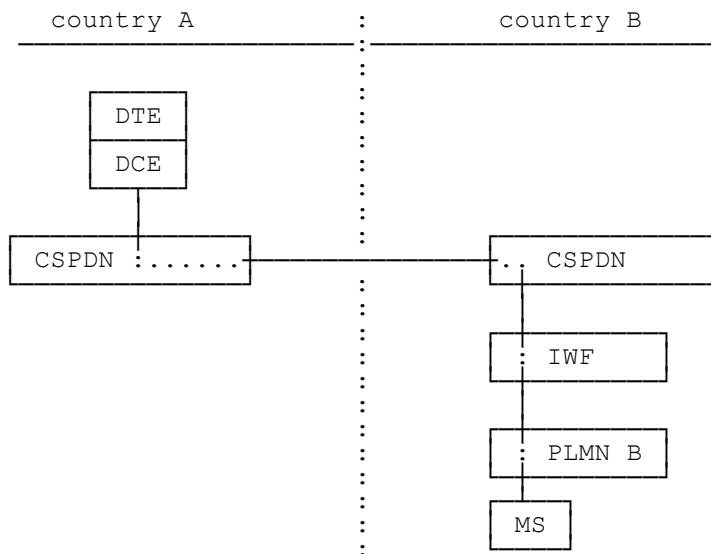 country A country B
DTE
DCE
CSPDN CSPDN
IWF
PLMN B
MS